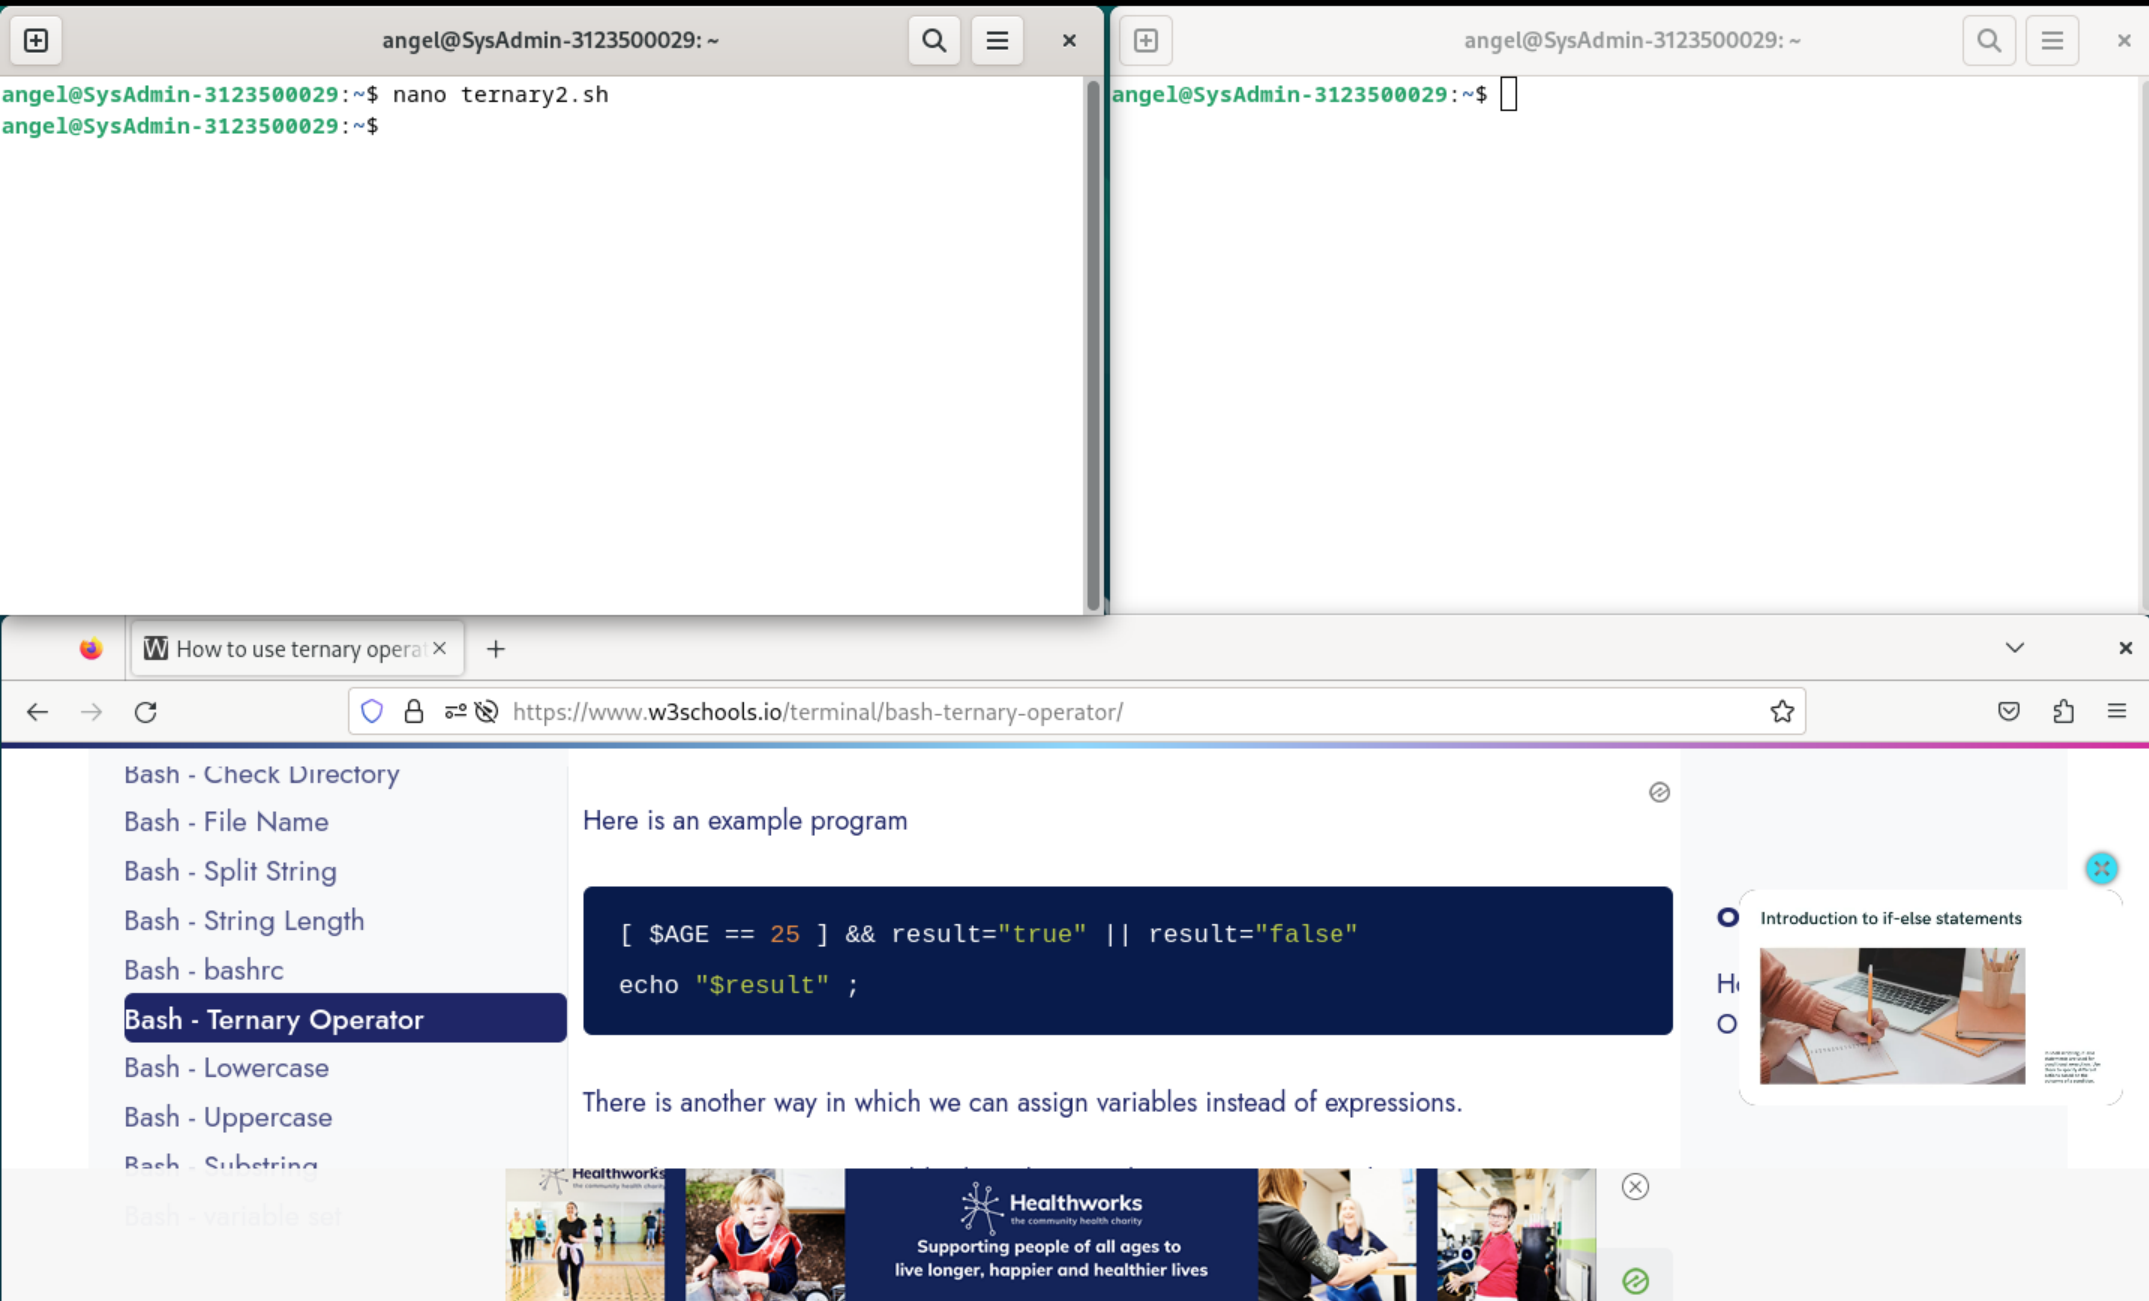 angel@SysAdmin-3123500029: ~
angel@SysAdmin-3123500029:~$ nano ternary2.sh
angel@SysAdmin-3123500029:~$
angel@SysAdmin-3123500029: ~
angel@SysAdmin-3123500029:~$
How to use ternary opera
https://www.w3schools.io/terminal/bash-ternary-operator/
Bash - Check Directory
Bash - File Name
Bash - Split String
Bash - String Length
Bash - bashrc
Bash - Ternary Operator
Bash - Lowercase
Bash - Uppercase
Bash - Substring
Bash - variable set
Here is an example program
[ $AGE == 25 ] && result="true" || result="false"
echo "$result" ;
There is another way in which we can assign variables instead of expressions.
O
H
O
Introduction to if-else statements
Healthworks
the community health charity
Healthworks
the community health charity
Supporting people of all ages to
live longer, happier and healthier lives